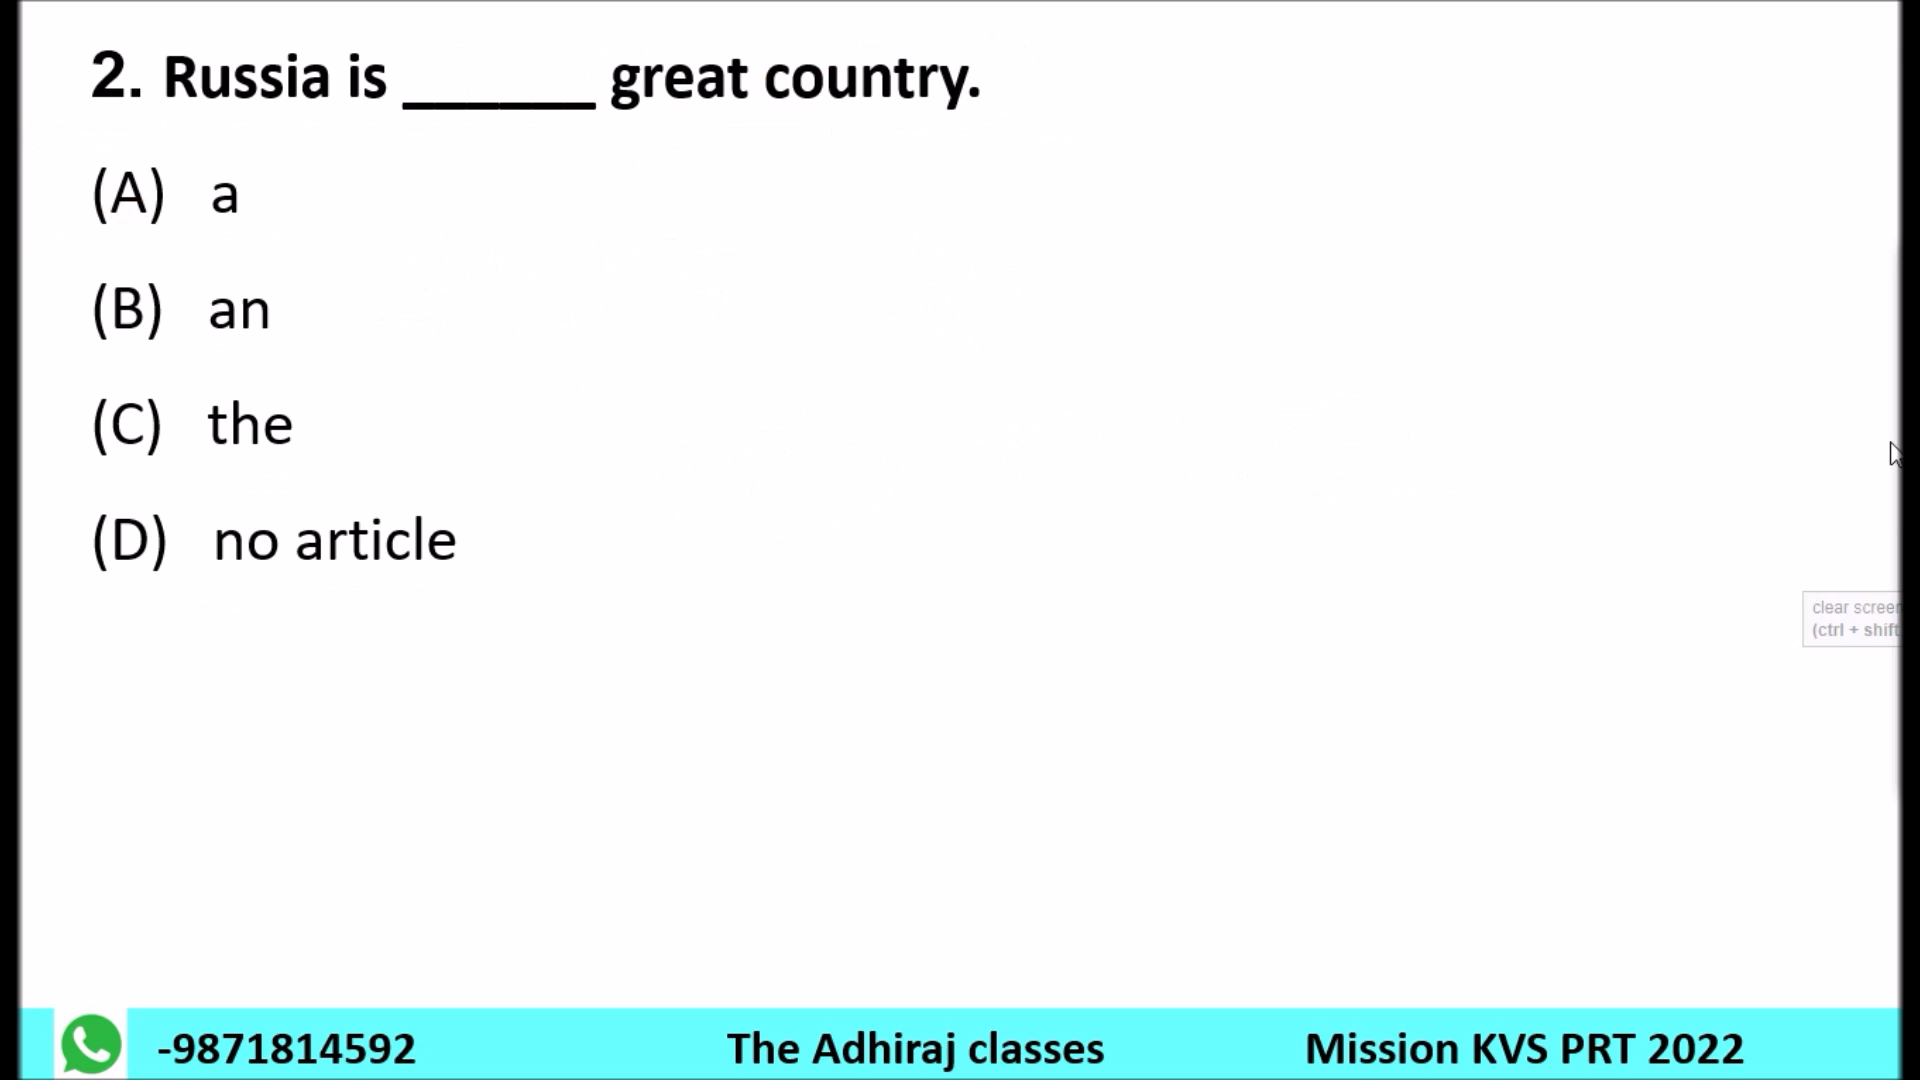 2. Russia is ______ great country.
(A) a
(B) an
(C) the
(D) no article
clear screen
(ctrl + shift
-9871814592 The Adhiraj classes Mission KVS PRT 2022